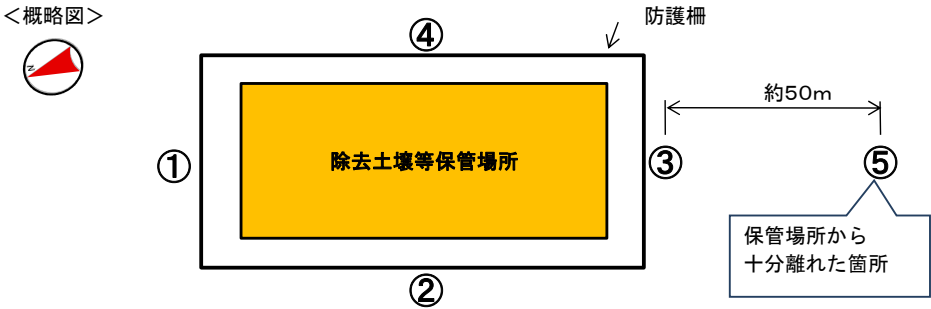 <概略図>
防護柵
N
④
約50m
①
除去土壌等保管場所
③
⑤
保管場所から
十分離れた箇所
②